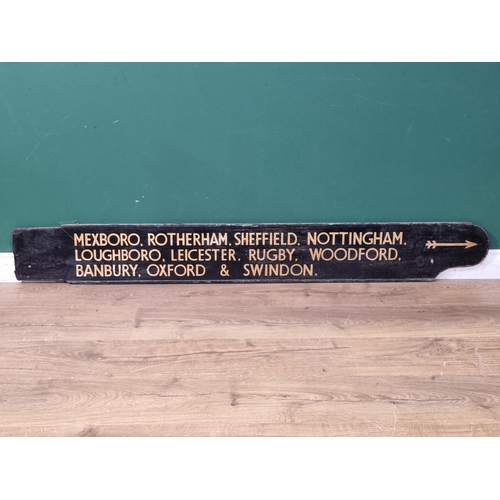 MEXBORO, ROTHERHAM, SHEFFIELD, NOTTINGHAM,
LOUGHBORO, LEICESTER, RUGBY, WOODFORD,
BANBURY, OXFORD & SWINDON.